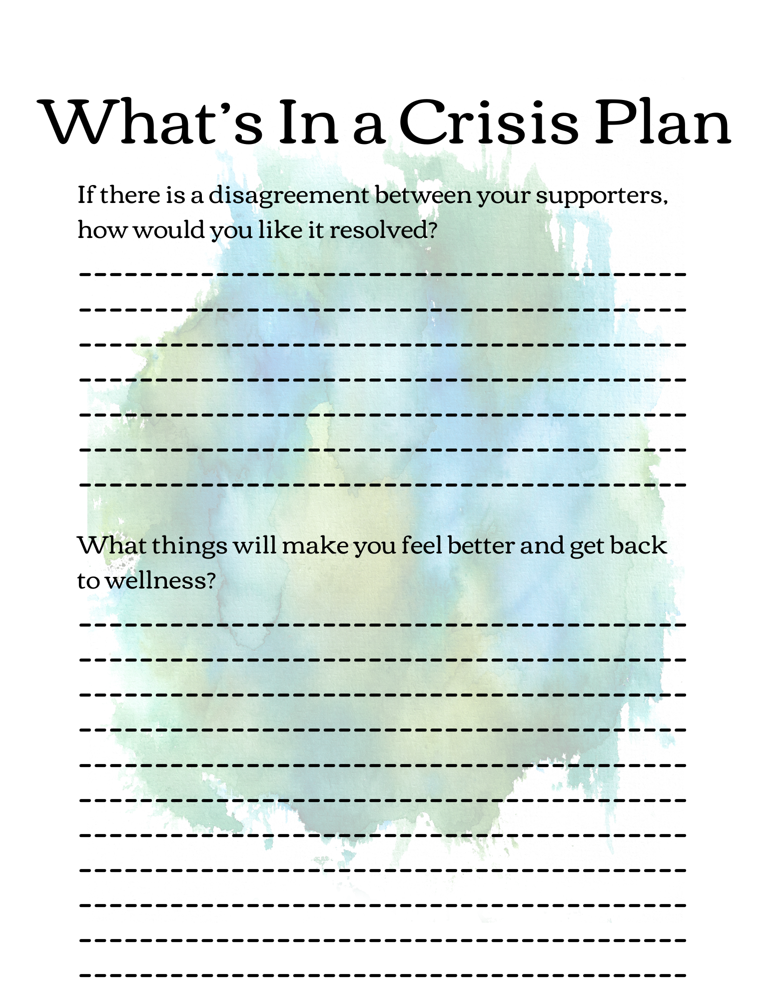 What’s In a Crisis Plan
If there is a disagreement between your supporters,
how would you like it resolved?
What things will make you feel better and get back
to wellness?